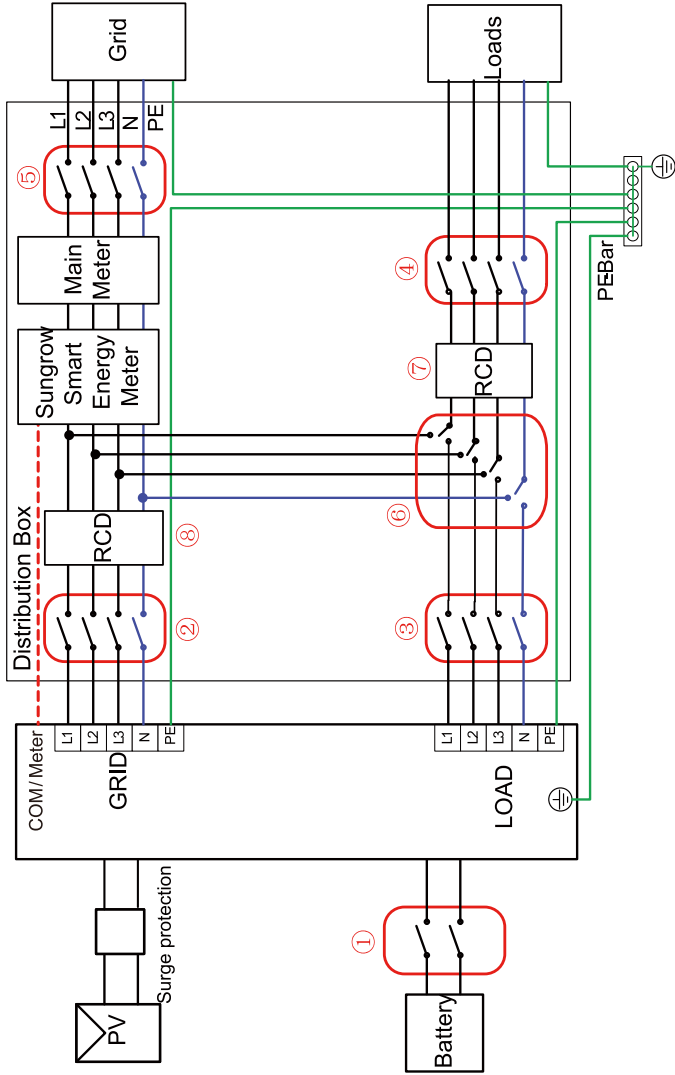 Grid
Loads
L1
L2
L3
N
PE
⑤
Main
Meter
④
PE-Bar
Sungrow
Smart
Energy
Meter
⑦
RCD
⑥
Distribution Box
RCD
⑧
②
③
COM/Meter
L1
L2
L3
N
PE
GRID
L1
L2
L3
N
PE
LOAD
Surge protection
PV
①
Battery